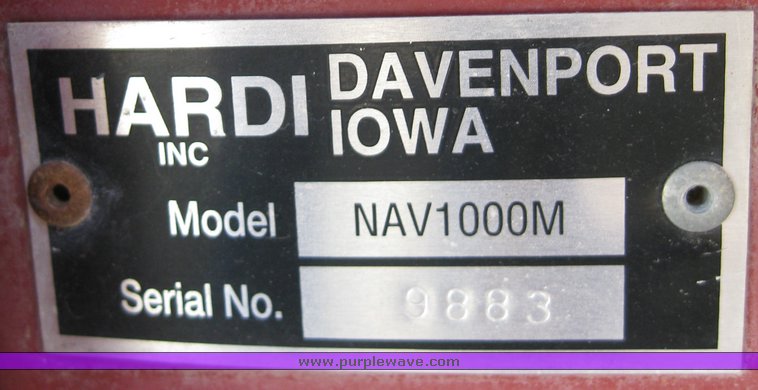 HARDI
INC
DAVENPORT
IOWA
Model NAV1000M
Serial No. 9883
www.purplewave.com